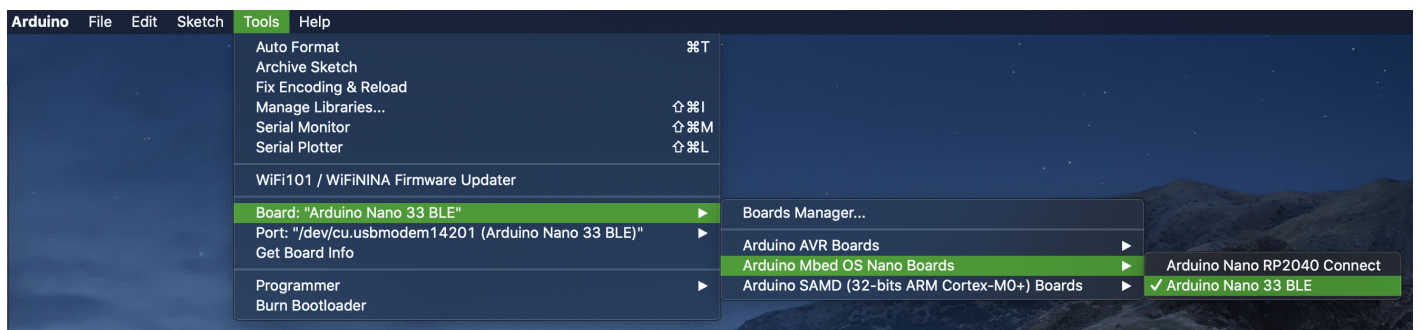 Arduino File Edit Sketch Tools Help
Auto Format ⌘T
Archive Sketch
Fix Encoding & Reload
Manage Libraries... ⇧⌘I
Serial Monitor ⇧⌘M
Serial Plotter ⇧⌘L
WiFi101 / WiFiNINA Firmware Updater
Board: "Arduino Nano 33 BLE" ▶
Port: "/dev/cu.usbmodem14201 (Arduino Nano 33 BLE)" ▶
Get Board Info
Programmer ▶
Burn Bootloader
Boards Manager...
Arduino AVR Boards ▶
Arduino Mbed OS Nano Boards ▶
Arduino SAMD (32-bits ARM Cortex-M0+) Boards ▶
Arduino Nano RP2040 Connect
✓ Arduino Nano 33 BLE